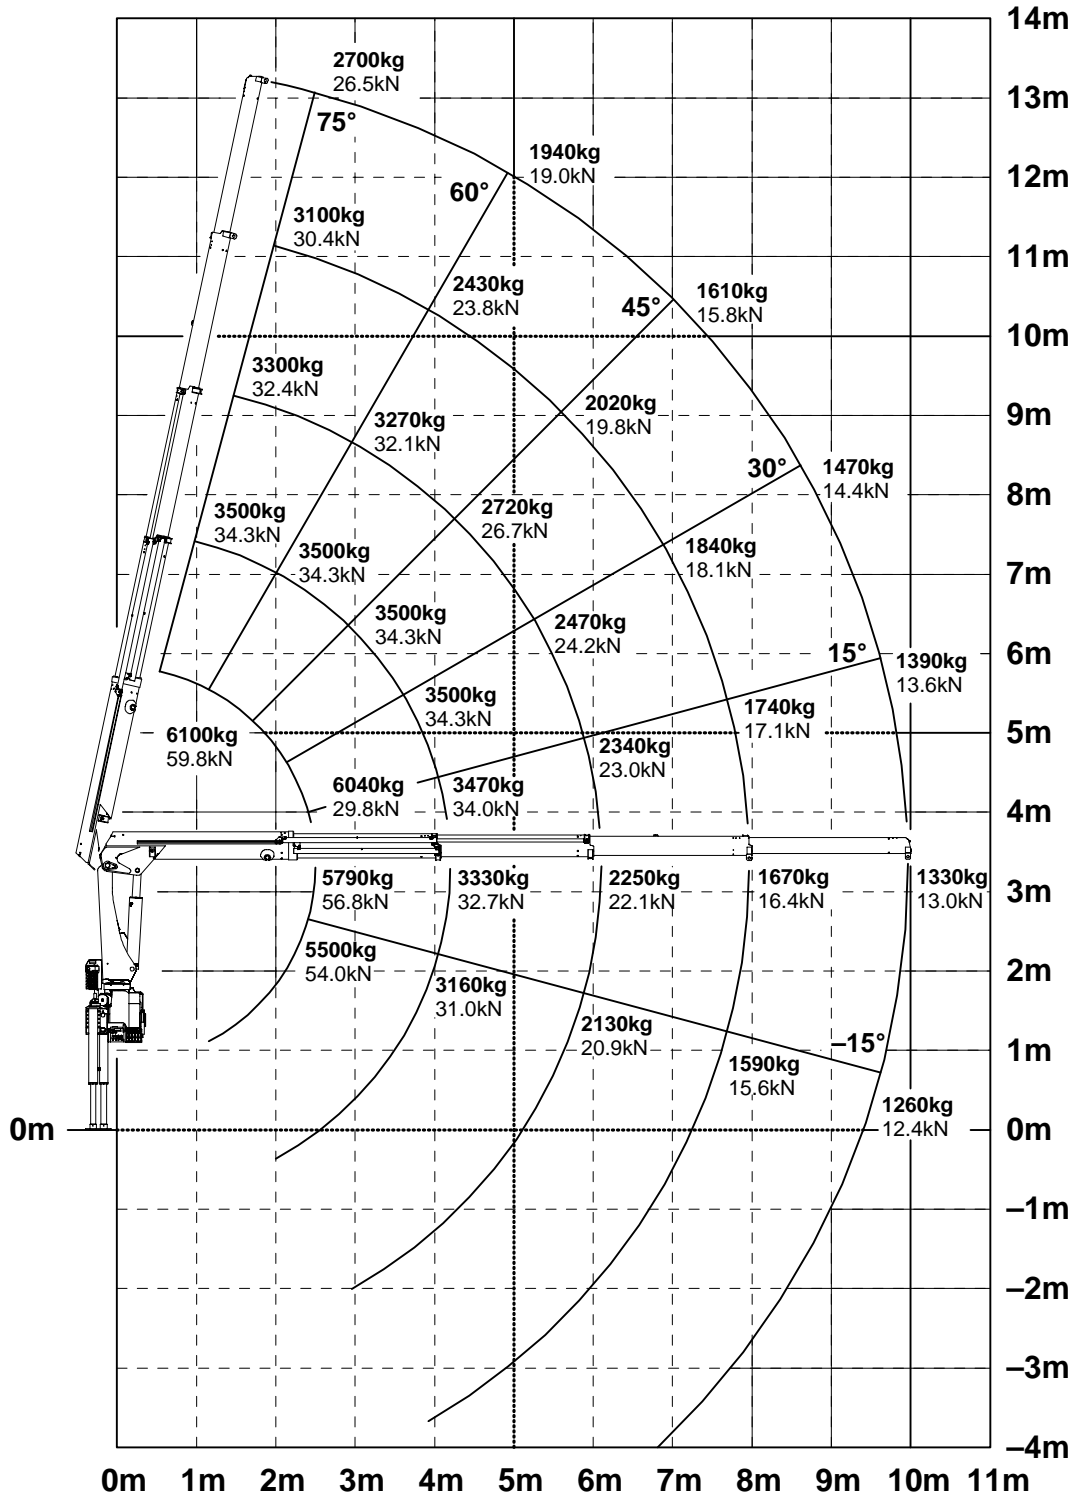 14m
2700kg
26.5kN
13m
75°
1940kg
19.0kN
12m
60°
3100kg
30.4kN
11m
2430kg
23.8kN
45°
1610kg
15.8kN
10m
3300kg
32.4kN
2020kg
19.8kN
9m
3270kg
32.1kN
30°
1470kg
14.4kN
8m
3500kg
34.3kN
2720kg
26.7kN
3500kg
34.3kN
1840kg
18.1kN
7m
3500kg
34.3kN
2470kg
24.2kN
15°
1390kg
13.6kN
6m
3500kg
34.3kN
1740kg
17.1kN
6100kg
59.8kN
2340kg
23.0kN
5m
6040kg
29.8kN
3470kg
34.0kN
4m
5790kg
56.8kN
3330kg
32.7kN
2250kg
22.1kN
1670kg
16.4kN
1330kg
13.0kN
3m
5500kg
54.0kN
3160kg
31.0kN
2m
2130kg
20.9kN
–15°
1m
1590kg
15.6kN
1260kg
12.4kN
0m
0m
–1m
–2m
–3m
–4m
0m 1m 2m 3m 4m 5m 6m 7m 8m 9m 10m 11m